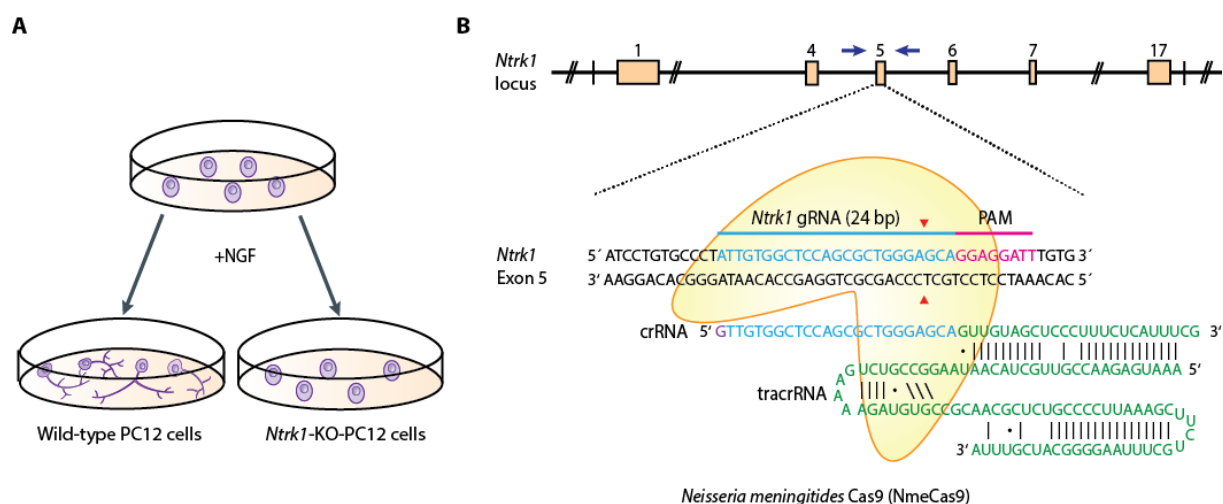 A
+NGF
Wild-type PC12 cells
Ntrk1-KO-PC12 cells
B
Ntrk1
locus
1 4 5 6 7 17
Ntrk1 gRNA (24 bp) PAM
Ntrk1
Exon 5
5´ ATCCTGTGCCCTATTGTGGCTCCAGCGCTGGGAGCAGGAGGATTTGTG 3´
3´ AAGGACACGGGATAACACCGAGGTCGCGACCCTCGTCCTCCTAAACAC 5´
crRNA 5‘ GTTGTGGCTCCAGCGCTGGGAGCAGUUGUAGCUCCCUUUCUCAUUUCG 3‘
GUCUGCCGGAAUAACAUCGUUGCCAAGAGUAAA 5‘
tracrRNA
A
A
A
AGAUGUGCCGCAACGCUCUGCCCCUUAAAGC
U
U
C
U
3‘ AUUUGCUACGGGGAAUUUCG
Neisseria meningitides Cas9 (NmeCas9)